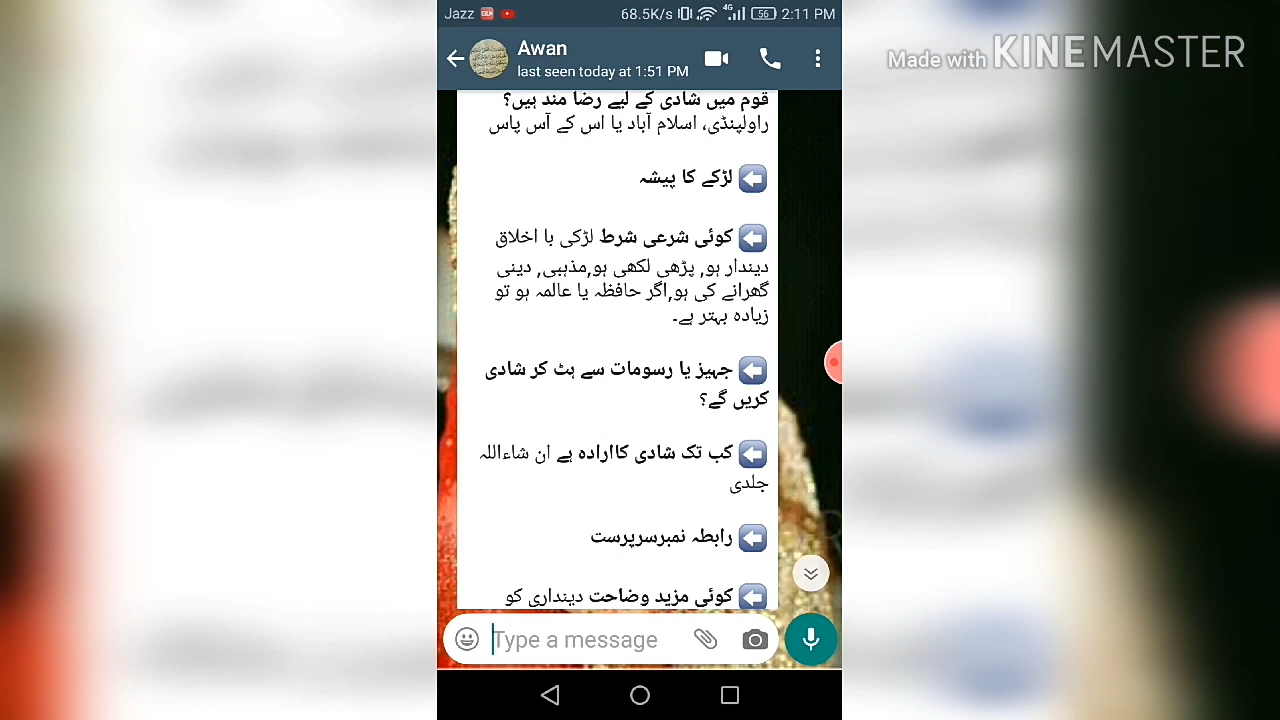 Jazz
68.5K/s
4G
56
2:11 PM
Made with KINEMASTER
Awan
last seen today at 1:51 PM
قوم میں شادی کے لیے رضا مند ہیں؟
راولپنڈی، اسلام آباد یا اس کے آس پاس
لڑکے کا پیشہ
کوئی شرعی شرط لڑکی با اخلاق
دیندار ہو, پڑھی لکھی ہو,مذہبی, دینی
گھرانے کی ہو,اگر حافظہ یا عالمہ ہو تو
زیادہ بہتر ہے۔
جہیز یا رسومات سے ہٹ کر شادی
کریں گے؟
کب تک شادی کاارادہ ہے ان شاءاللہ
جلدی
رابطہ نمبرسرپرست
کوئی مزید وضاحت دینداری کو
Type a message